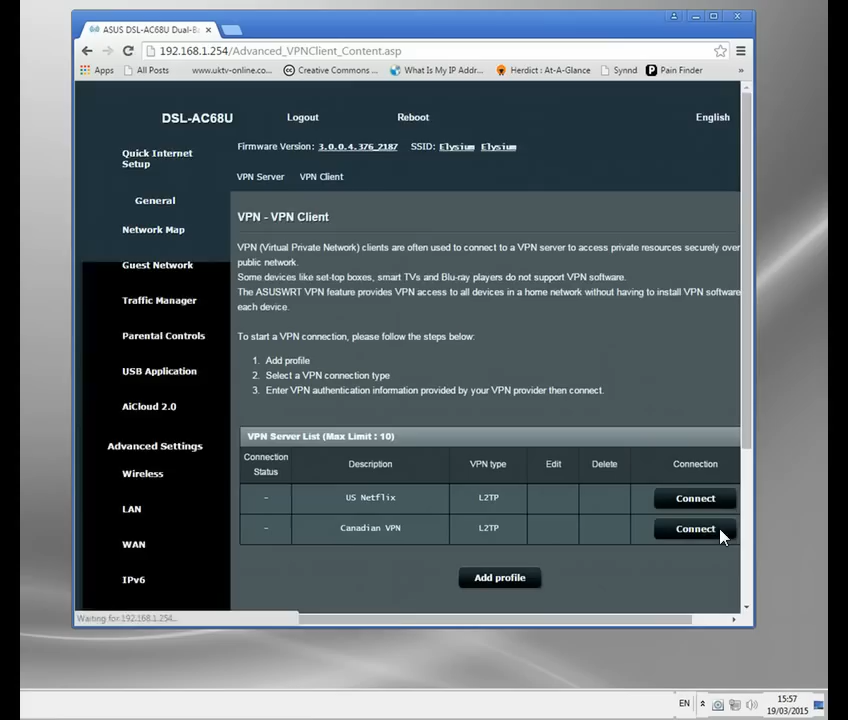 ASUS DSL-AC68U Dual-B
192.168.1.254/Advanced_VPNClient_Content.asp
Apps All Posts www.uktv-online.co... Creative Commons ... What Is My IP Addr... Herdict : At-A-Glance Synnd Pain Finder »
DSL-AC68U Logout Reboot English
Firmware Version: 3.0.0.4.376_2187 SSID: Elysium Elysium
Quick Internet
Setup
General
Network Map
Guest Network
Traffic Manager
Parental Controls
USB Application
AiCloud 2.0
Advanced Settings
Wireless
LAN
WAN
IPv6
VPN Server VPN Client
VPN - VPN Client
VPN (Virtual Private Network) clients are often used to connect to a VPN server to access private resources securely over
public network.
Some devices like set-top boxes, smart TVs and Blu-ray players do not support VPN software.
The ASUSWRT VPN feature provides VPN access to all devices in a home network without having to install VPN software
each device.
To start a VPN connection, please follow the steps below:
1. Add profile
2. Select a VPN connection type
3. Enter VPN authentication information provided by your VPN provider then connect.
VPN Server List (Max Limit : 10)
Connection
Status Description VPN type Edit Delete Connection
- US Netflix L2TP Connect
- Canadian VPN L2TP Connect
Add profile
Waiting for 192.168.1.254...
EN 15:57
19/03/2015